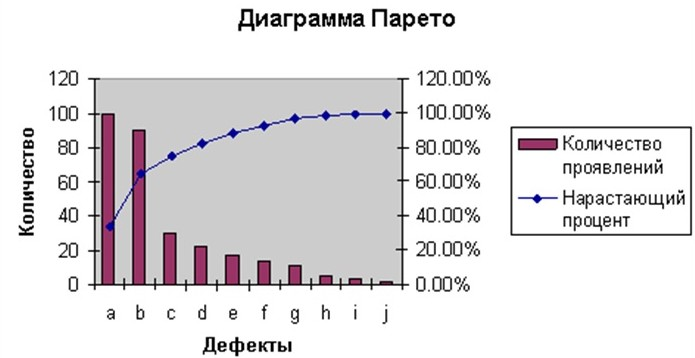 Диаграмма Парето
120
100
80
60
40
20
0
120.00%
100.00%
80.00%
60.00%
40.00%
20.00%
0.00%
Количество
a b c d e f g h i j
Дефекты
Количество
проявлений
Нарастающий
процент